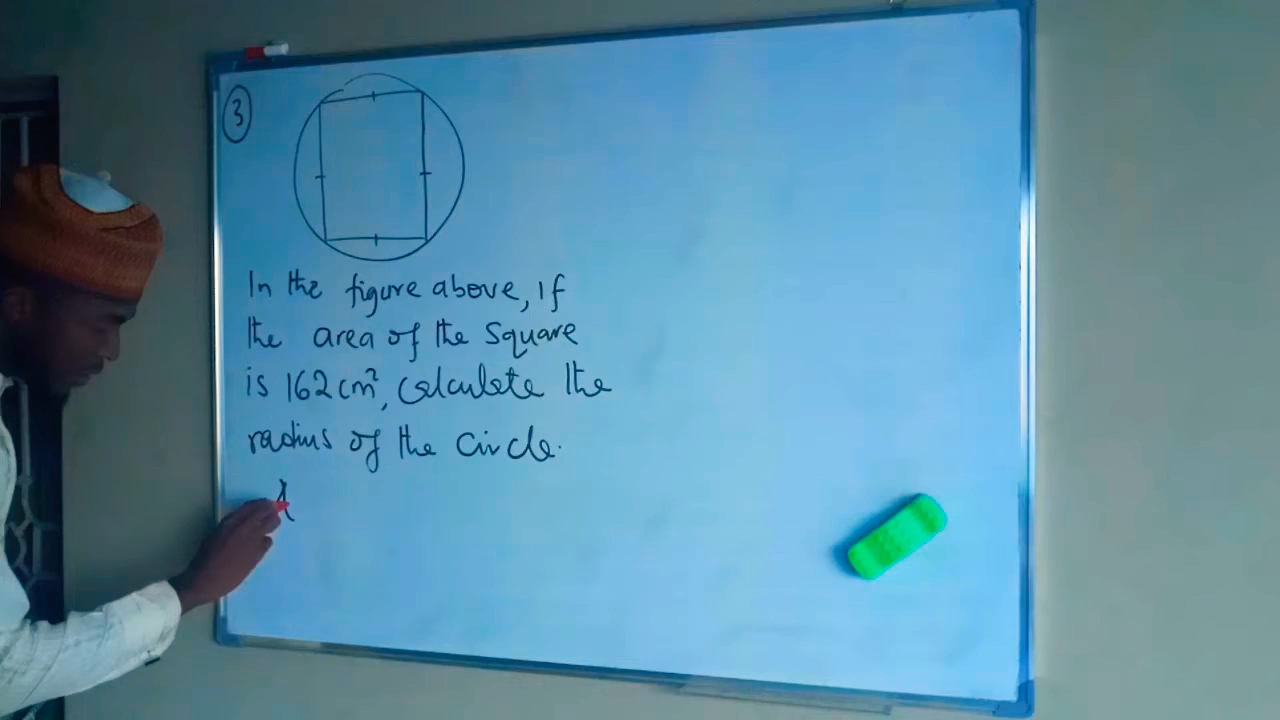 3
In the figure above, if
the area of the square
is 162cm², calculate the
radius of the circle.